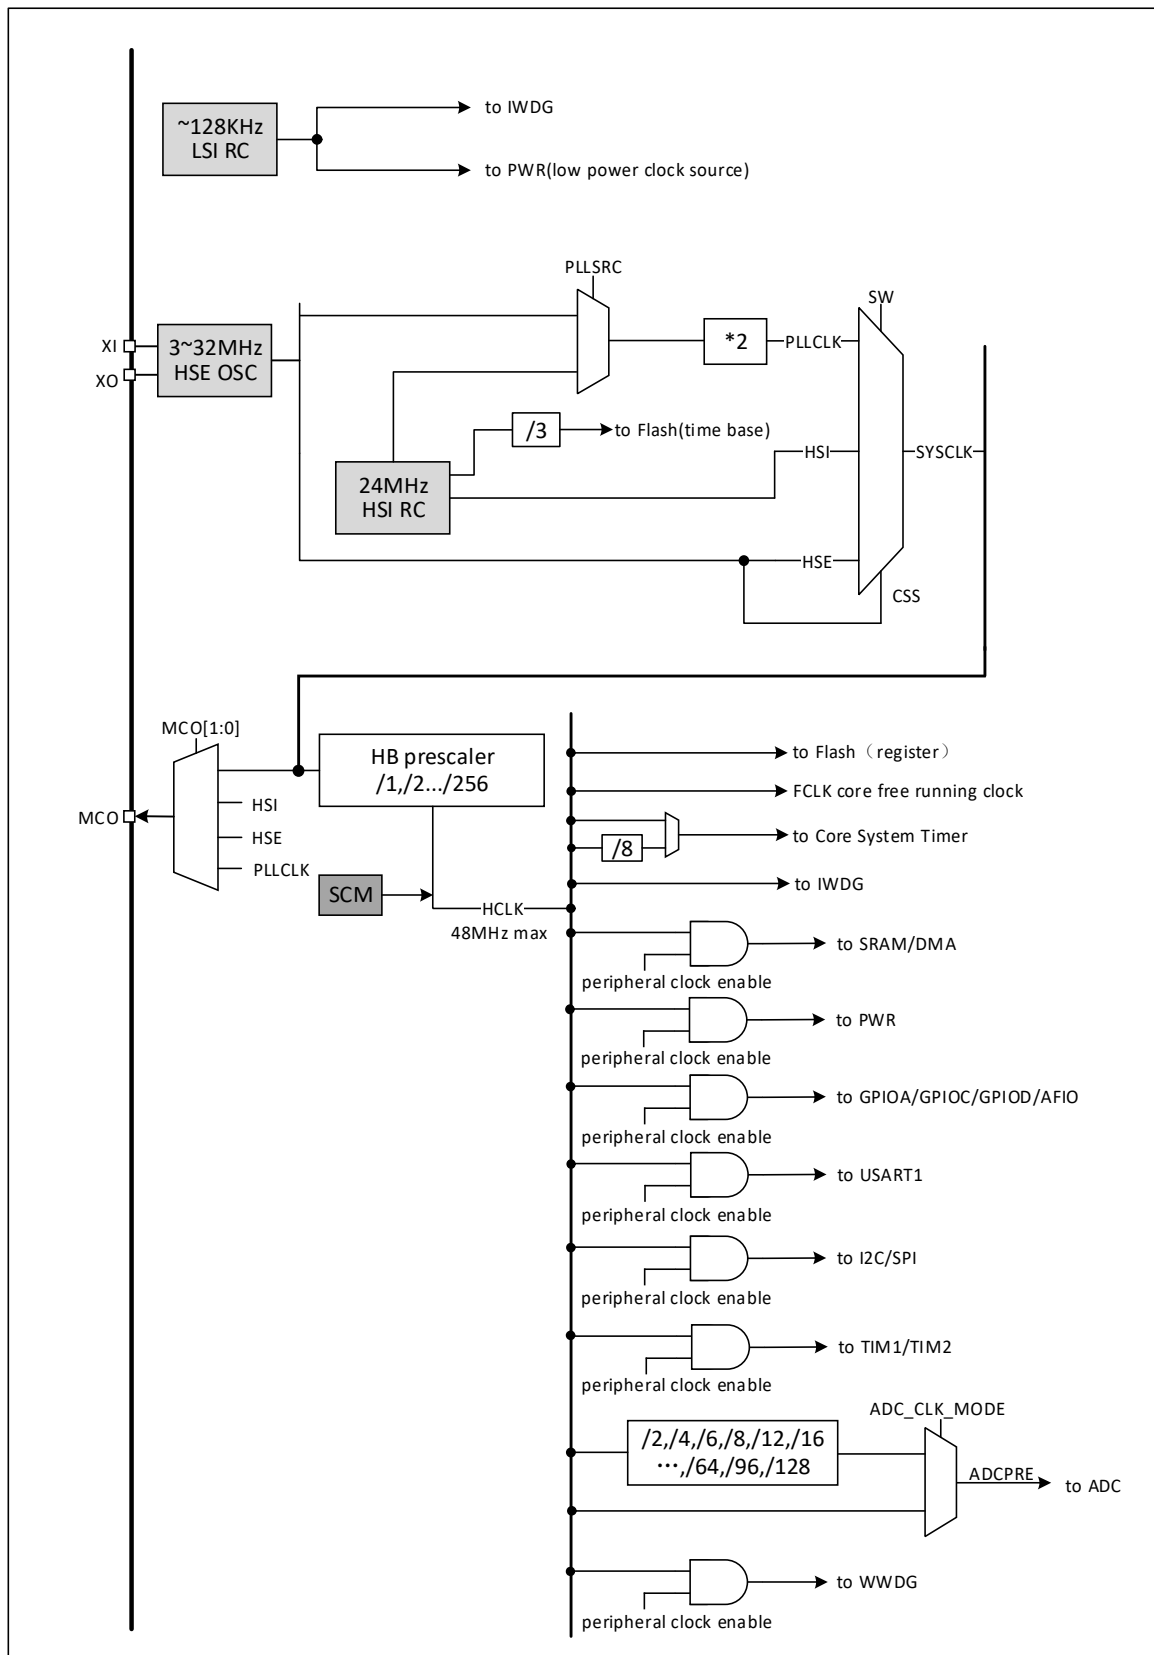 ~128KHz
LSI RC
to IWDG
to PWR(low power clock source)
PLLSRC
SW
XI
XO
3~32MHz
HSE OSC
*2
PLLCLK
/3
to Flash(time base)
24MHz
HSI RC
HSI
SYSCLK
HSE
CSS
MCO[1:0]
HB prescaler
/1,/2.../256
HSI
HSE
PLLCLK
MCO
SCM
HCLK
48MHz max
to Flash（register）
FCLK core free running clock
/8
to Core System Timer
to IWDG
to SRAM/DMA
peripheral clock enable
to PWR
peripheral clock enable
to GPIOA/GPIOC/GPIOD/AFIO
peripheral clock enable
to USART1
peripheral clock enable
to I2C/SPI
peripheral clock enable
to TIM1/TIM2
peripheral clock enable
ADC_CLK_MODE
/2,/4,/6,/8,/12,/16
…,/64,/96,/128
ADCPRE
to ADC
to WWDG
peripheral clock enable